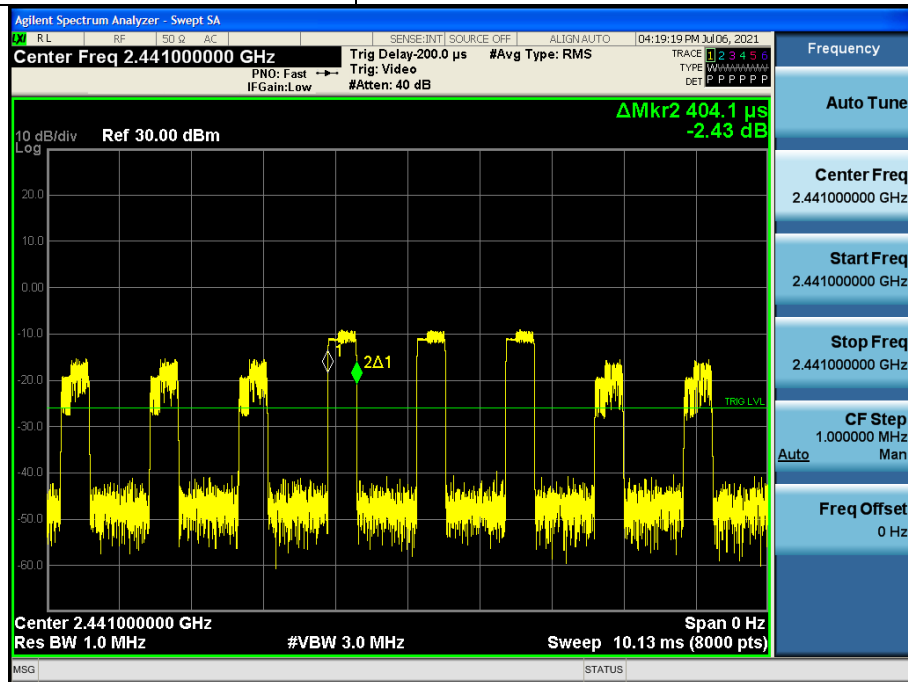 Agilent Spectrum Analyzer - Swept SA
LXI RL RF 50 Ω AC SENSE:INT SOURCE OFF ALIGN AUTO 04:19:19 PM Jul 06, 2021
Center Freq 2.441000000 GHz
PNO: Fast
IFGain:Low
Trig Delay-200.0 µs #Avg Type: RMS
Trig: Video
#Atten: 40 dB
TRACE 1 2 3 4 5 6
TYPE WWWWWW
DET P P P P P P
ΔMkr2 404.1 µs
-2.43 dB
10 dB/div Ref 30.00 dBm
Log
20.0
10.0
0.00
-10.0
-20.0
-30.0
-40.0
-50.0
-60.0
1
2Δ1
TRIG LVL
Center 2.441000000 GHz Span 0 Hz
Res BW 1.0 MHz #VBW 3.0 MHz Sweep 10.13 ms (8000 pts)
MSG STATUS
Frequency
Auto Tune
Center Freq
2.441000000 GHz
Start Freq
2.441000000 GHz
Stop Freq
2.441000000 GHz
CF Step
1.000000 MHz
Auto Man
Freq Offset
0 Hz